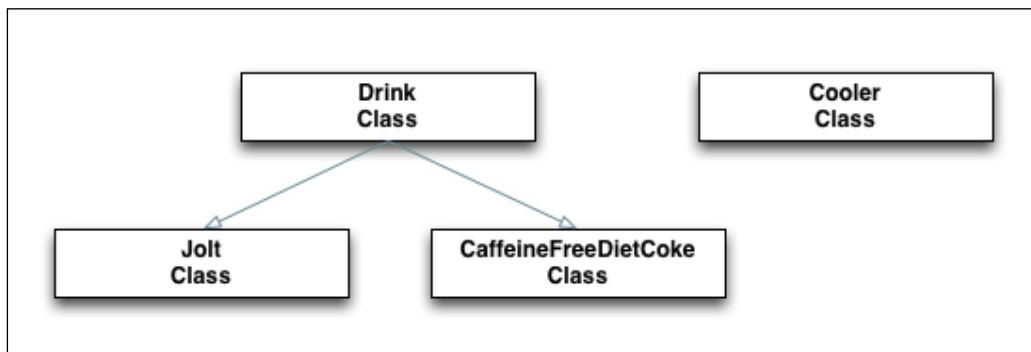 Drink
Class
Cooler
Class
Jolt
Class
CaffeineFreeDietCoke
Class